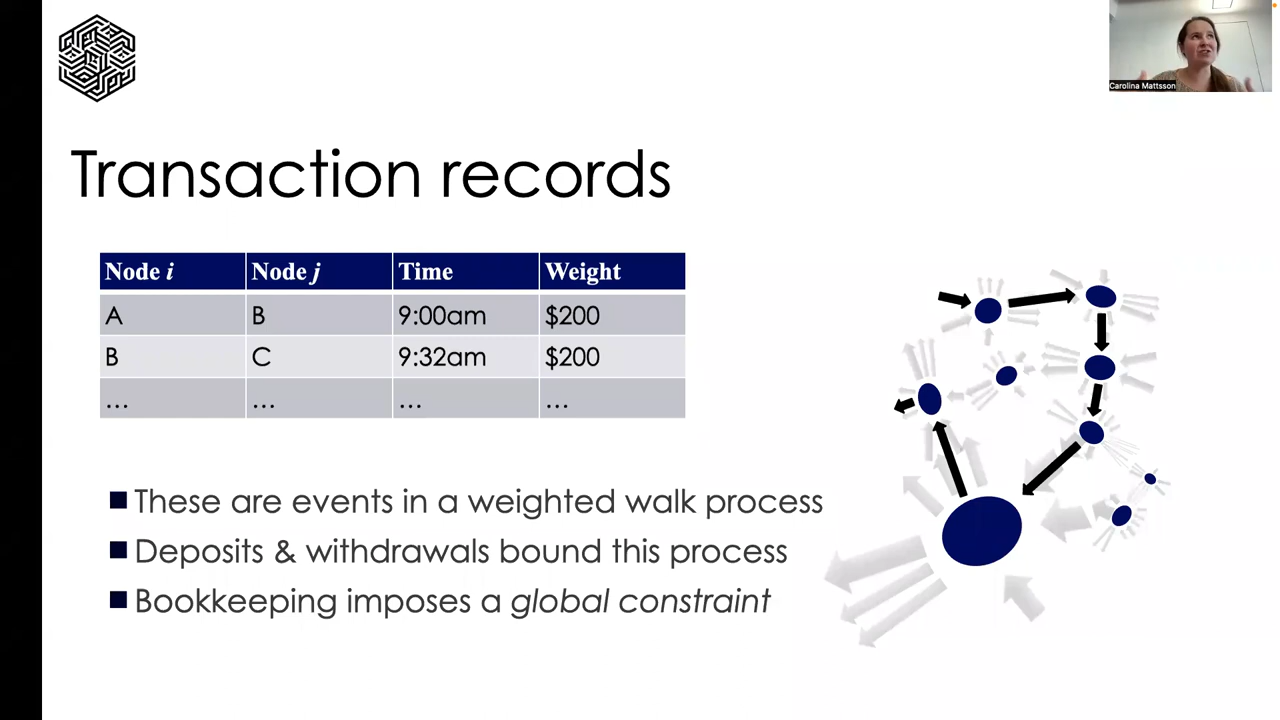 Carolina Mattsson
Transaction records
Node i Node j Time Weight
A B 9:00am $200
B C 9:32am $200
... ... ... ...
These are events in a weighted walk process
Deposits & withdrawals bound this process
Bookkeeping imposes a global constraint